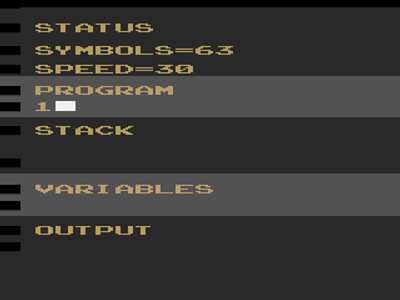 STATUS
SYMBOLS=63
SPEED=30
PROGRAM
1
STACK
VARIABLES
OUTPUT